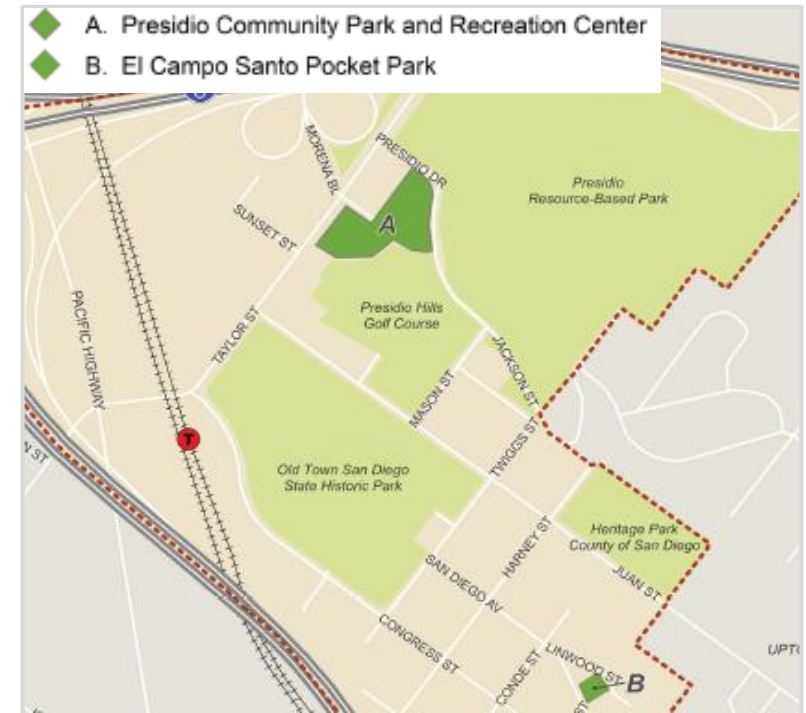 A. Presidio Community Park and Recreation Center
B. El Campo Santo Pocket Park
MORENA BL
PRESIDIO DR
Presidio
Resource-Based Park
SUNSET ST
A
PACIFIC HIGHWAY
TAYLOR ST
Presidio Hills
Golf Course
JACKSON ST
MASON ST
T
TWIGGS ST
N ST
Old Town San Diego
State Historic Park
Heritage Park
County of San Diego
HARNEY ST
SAN DIEGO AV
JUAN ST
CONGRESS ST
CONDE ST
LINWOOD ST
B
ST